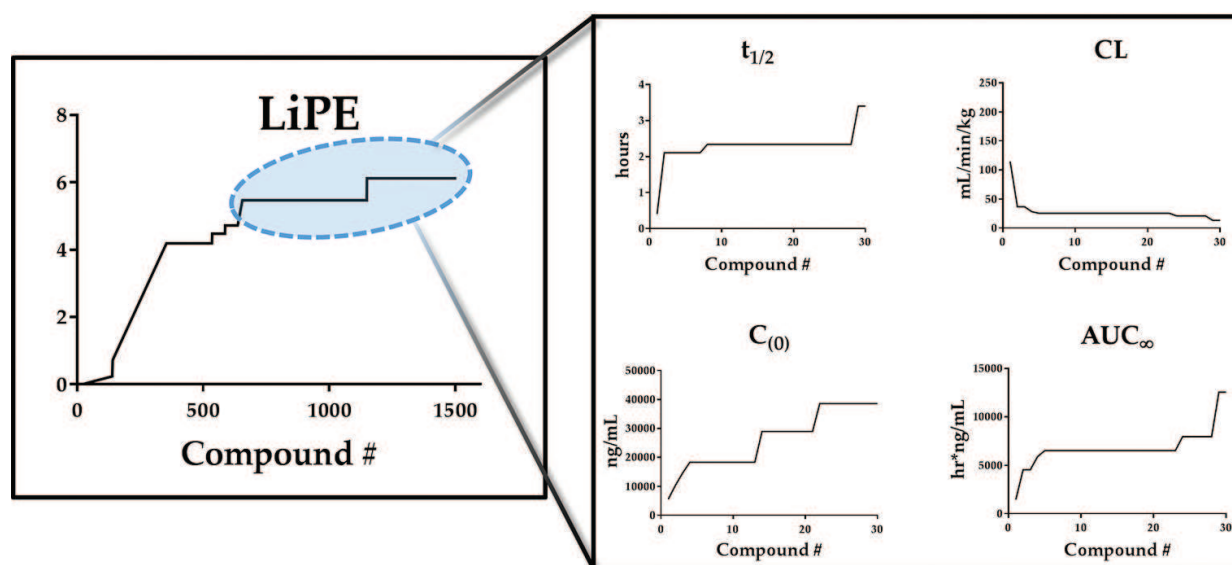 LiPE
8
6
4
2
0
0 500 1000 1500
Compound #
t1/2
hours
4
3
2
1
0
0 10 20 30
Compound #
CL
mL/min/kg
250
200
150
100
50
0
0 10 20 30
Compound #
C(0)
ng/mL
50000
40000
30000
20000
10000
0
0 10 20 30
Compound #
AUC∞
hr*ng/mL
15000
10000
5000
0
0 10 20 30
Compound #